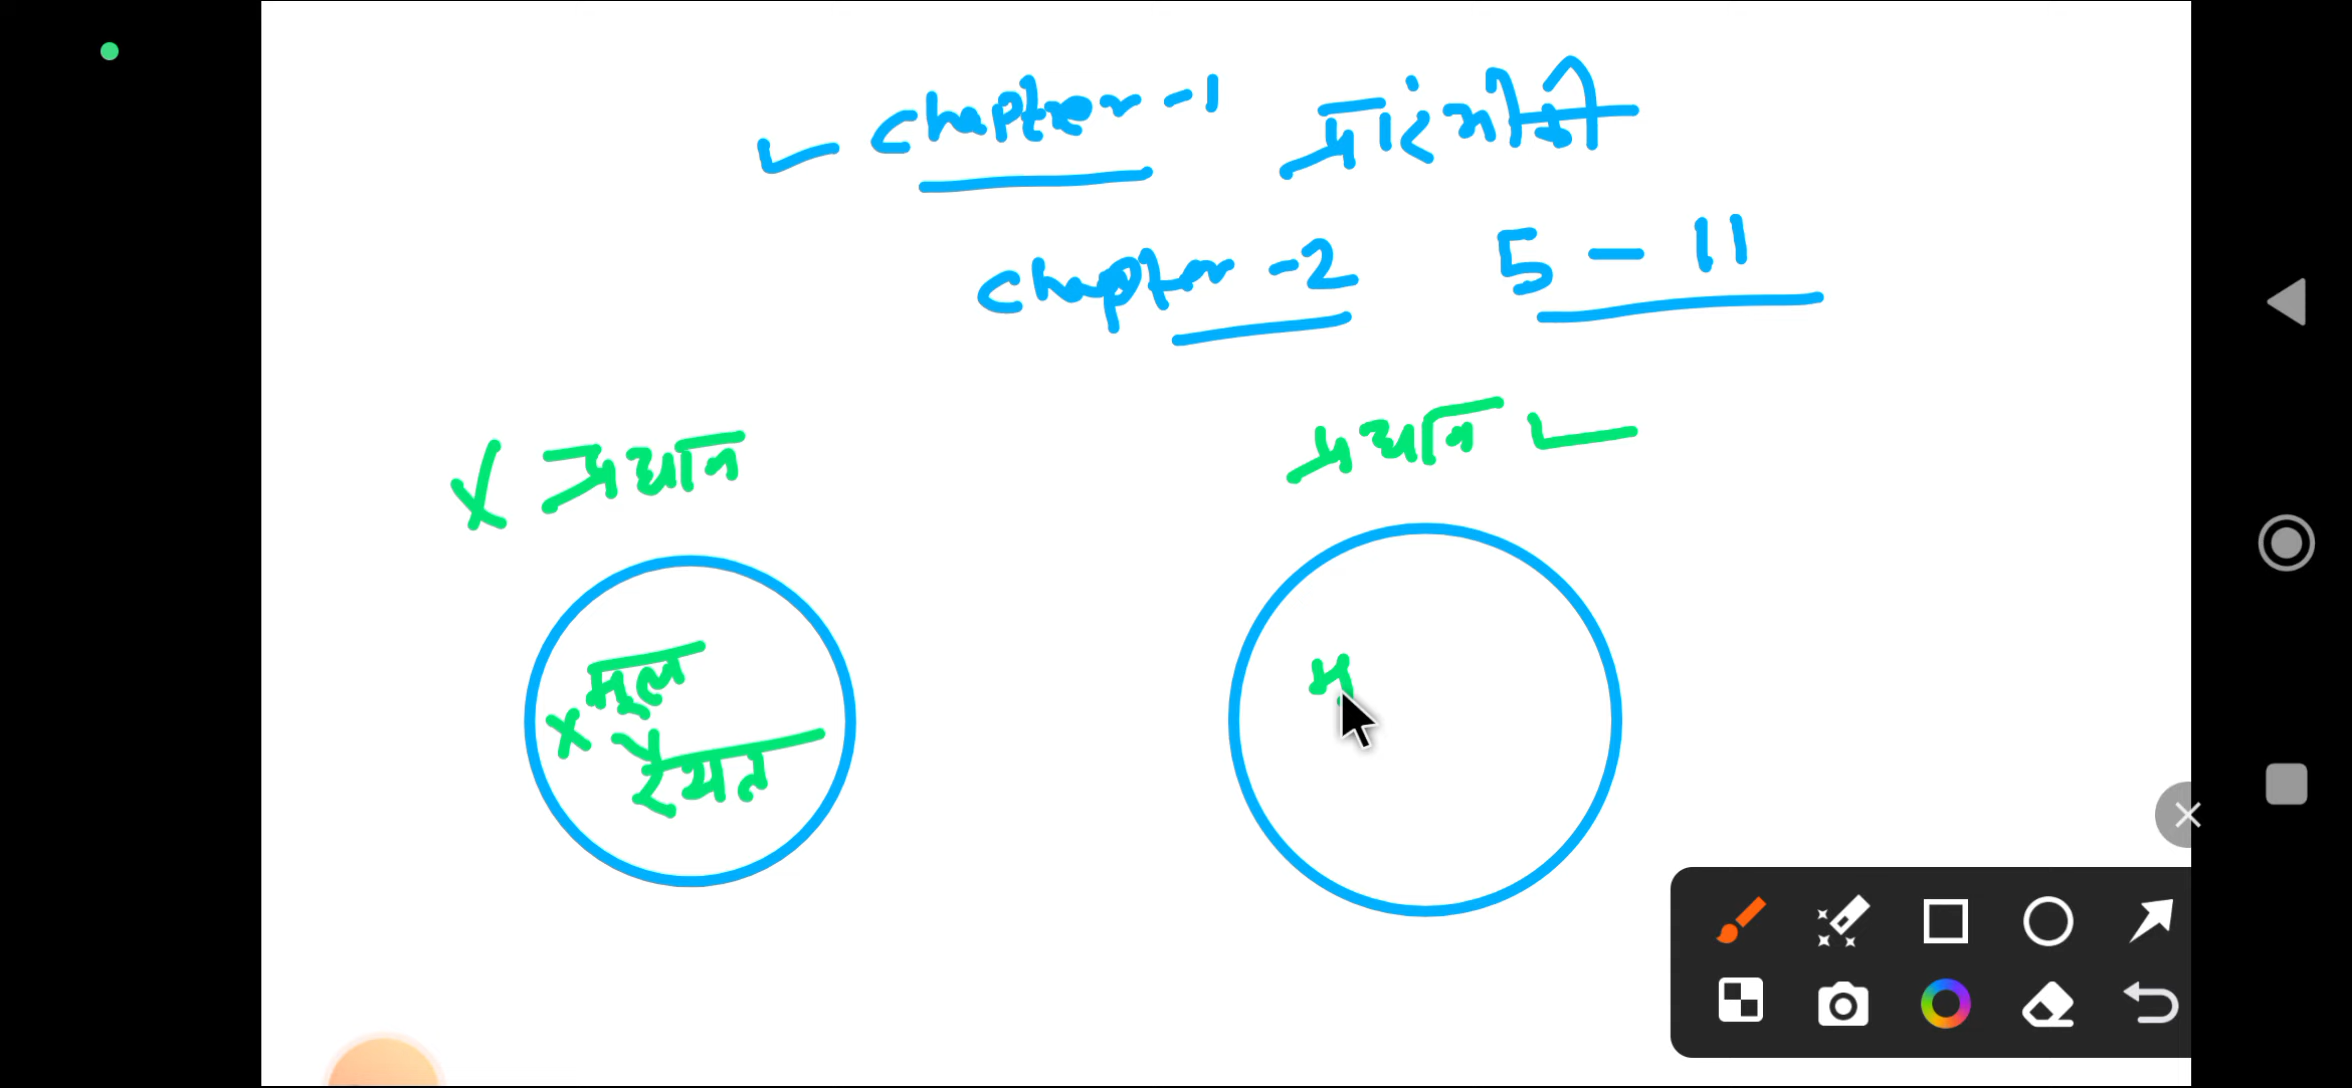 chapter -1 प्रारंभिक
chapter -2 5 - 11
X प्रधान
प्रधान
मूल
x रैयत